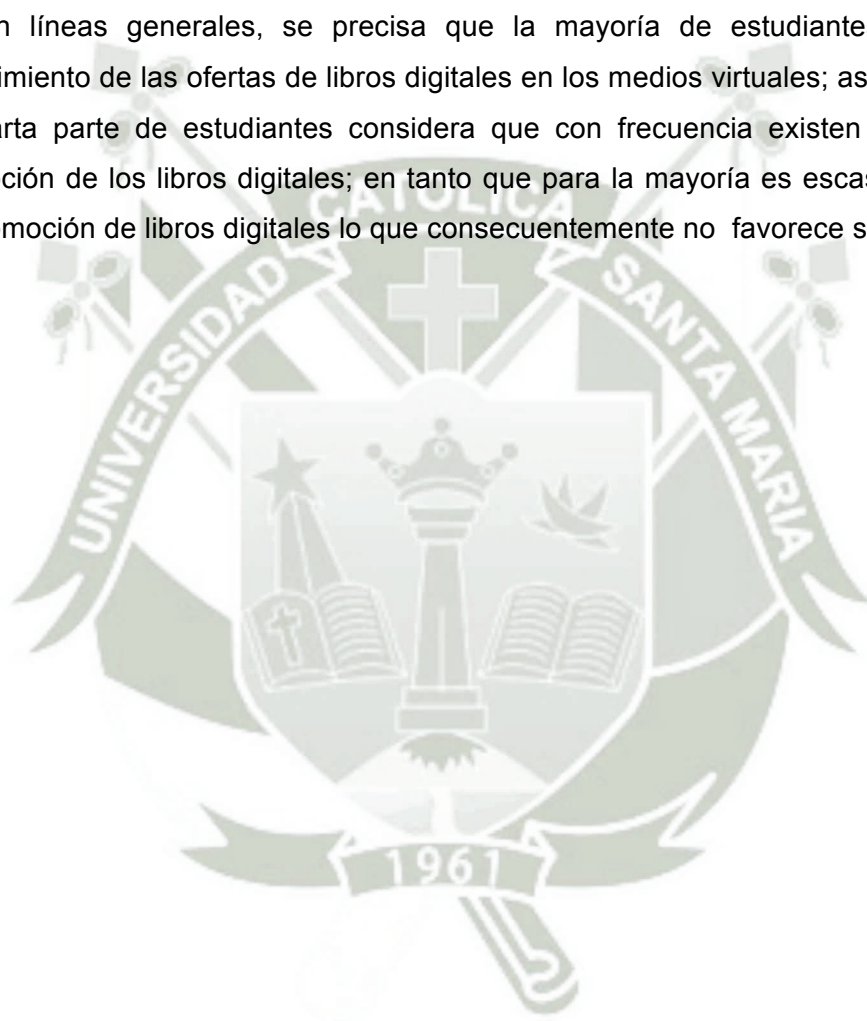 n líneas generales, se precisa que la mayoría de estudiante
imiento de las ofertas de libros digitales en los medios virtuales; as
arta parte de estudiantes considera que con frecuencia existen
ción de los libros digitales; en tanto que para la mayoría es escas
moción de libros digitales lo que consecuentemente no favorece s
UNIVERSIDAD CATOLICA SANTA MARIA
1961